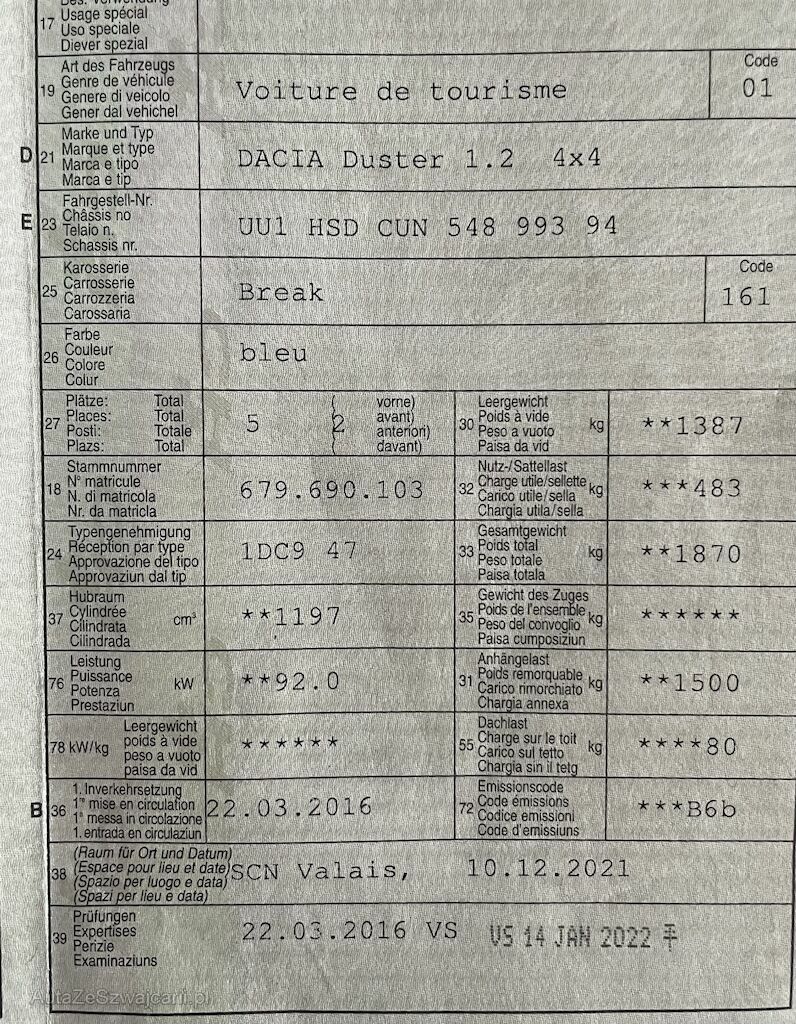 17
Usage spécial
Uso speciale
Diever spezial
19
Art des Fahrzeugs
Genre de véhicule
Genere di veicolo
Gener dal vehichel
Voiture de tourisme
Code
01
D
21
Marke und Typ
Marque et type
Marca e tipo
Marca e tip
DACIA Duster 1.2 4x4
E
23
Fahrgestell-Nr.
Châssis no
Telaio n.
Schassis nr.
UU1 HSD CUN 548 993 94
25
Karosserie
Carrosserie
Carrozzeria
Carossaria
Break
Code
161
26
Farbe
Couleur
Colore
Colur
bleu
27
Plätze: Total
Places: Total
Posti: Totale
Plazs: Total
5
2
( vorne)
( avant)
( anteriori)
( davant)
30
Leergewicht
Poids à vide
Peso a vuoto
Paisa da vid
kg
**1387
18
Stammnummer
N° matricule
N. di matricola
Nr. da matricla
679.690.103
32
Nutz-/Sattellast
Charge utile/sellette
Carico utile/sella
Chargia utila/sella
kg
***483
24
Typengenehmigung
Réception par type
Approvazione del tipo
Approvaziun dal tip
1DC9 47
33
Gesamtgewicht
Poids total
Peso totale
Paisa totala
kg
**1870
37
Hubraum
Cylindrée
Cilindrata
Cilindrada
cm³
**1197
35
Gewicht des Zuges
Poids de l'ensemble
Peso del convoglio
Paisa cumposiziun
kg
******
76
Leistung
Puissance
Potenza
Prestaziun
kW
**92.0
31
Anhängelast
Poids remorquable
Carico rimorchiato
Chargia annexa
kg
**1500
78 kW/kg
Leergewicht
poids à vide
peso a vuoto
paisa da vid
******
55
Dachlast
Charge sur le toit
Carico sul tetto
Chargia sin il tetg
kg
****80
B
36
1. Inverkehrsetzung
1re mise en circulation
1a messa in circolazione
1. entrada en circulaziun
22.03.2016
72
Emissionscode
Code émissions
Codice emissioni
Code d'emissiuns
***B6b
38
(Raum für Ort und Datum)
(Espace pour lieu et date)
(Spazio per luogo e data)
(Spazi per lieu e data)
SCN Valais, 10.12.2021
39
Prüfungen
Expertises
Perizie
Examinaziuns
22.03.2016 VS
VS 14 JAN 2022
AutaZeSzwajcarii.pl